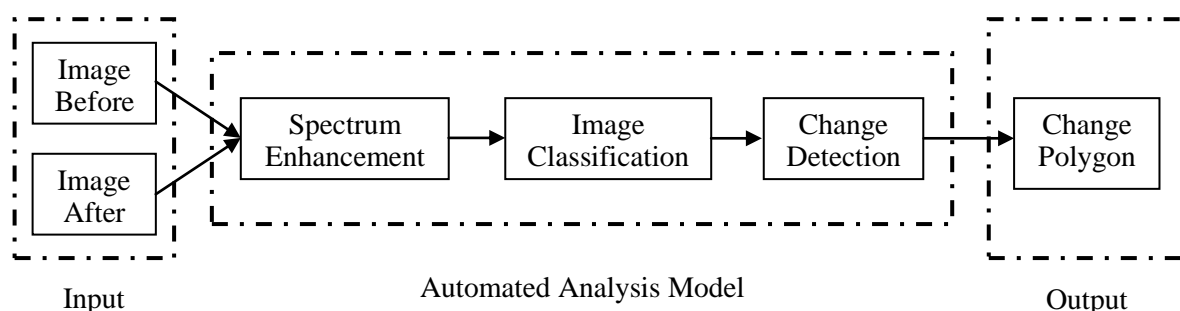 Image
Before
Image
After
Spectrum
Enhancement
Image
Classification
Change
Detection
Change
Polygon
Input
Automated Analysis Model
Output